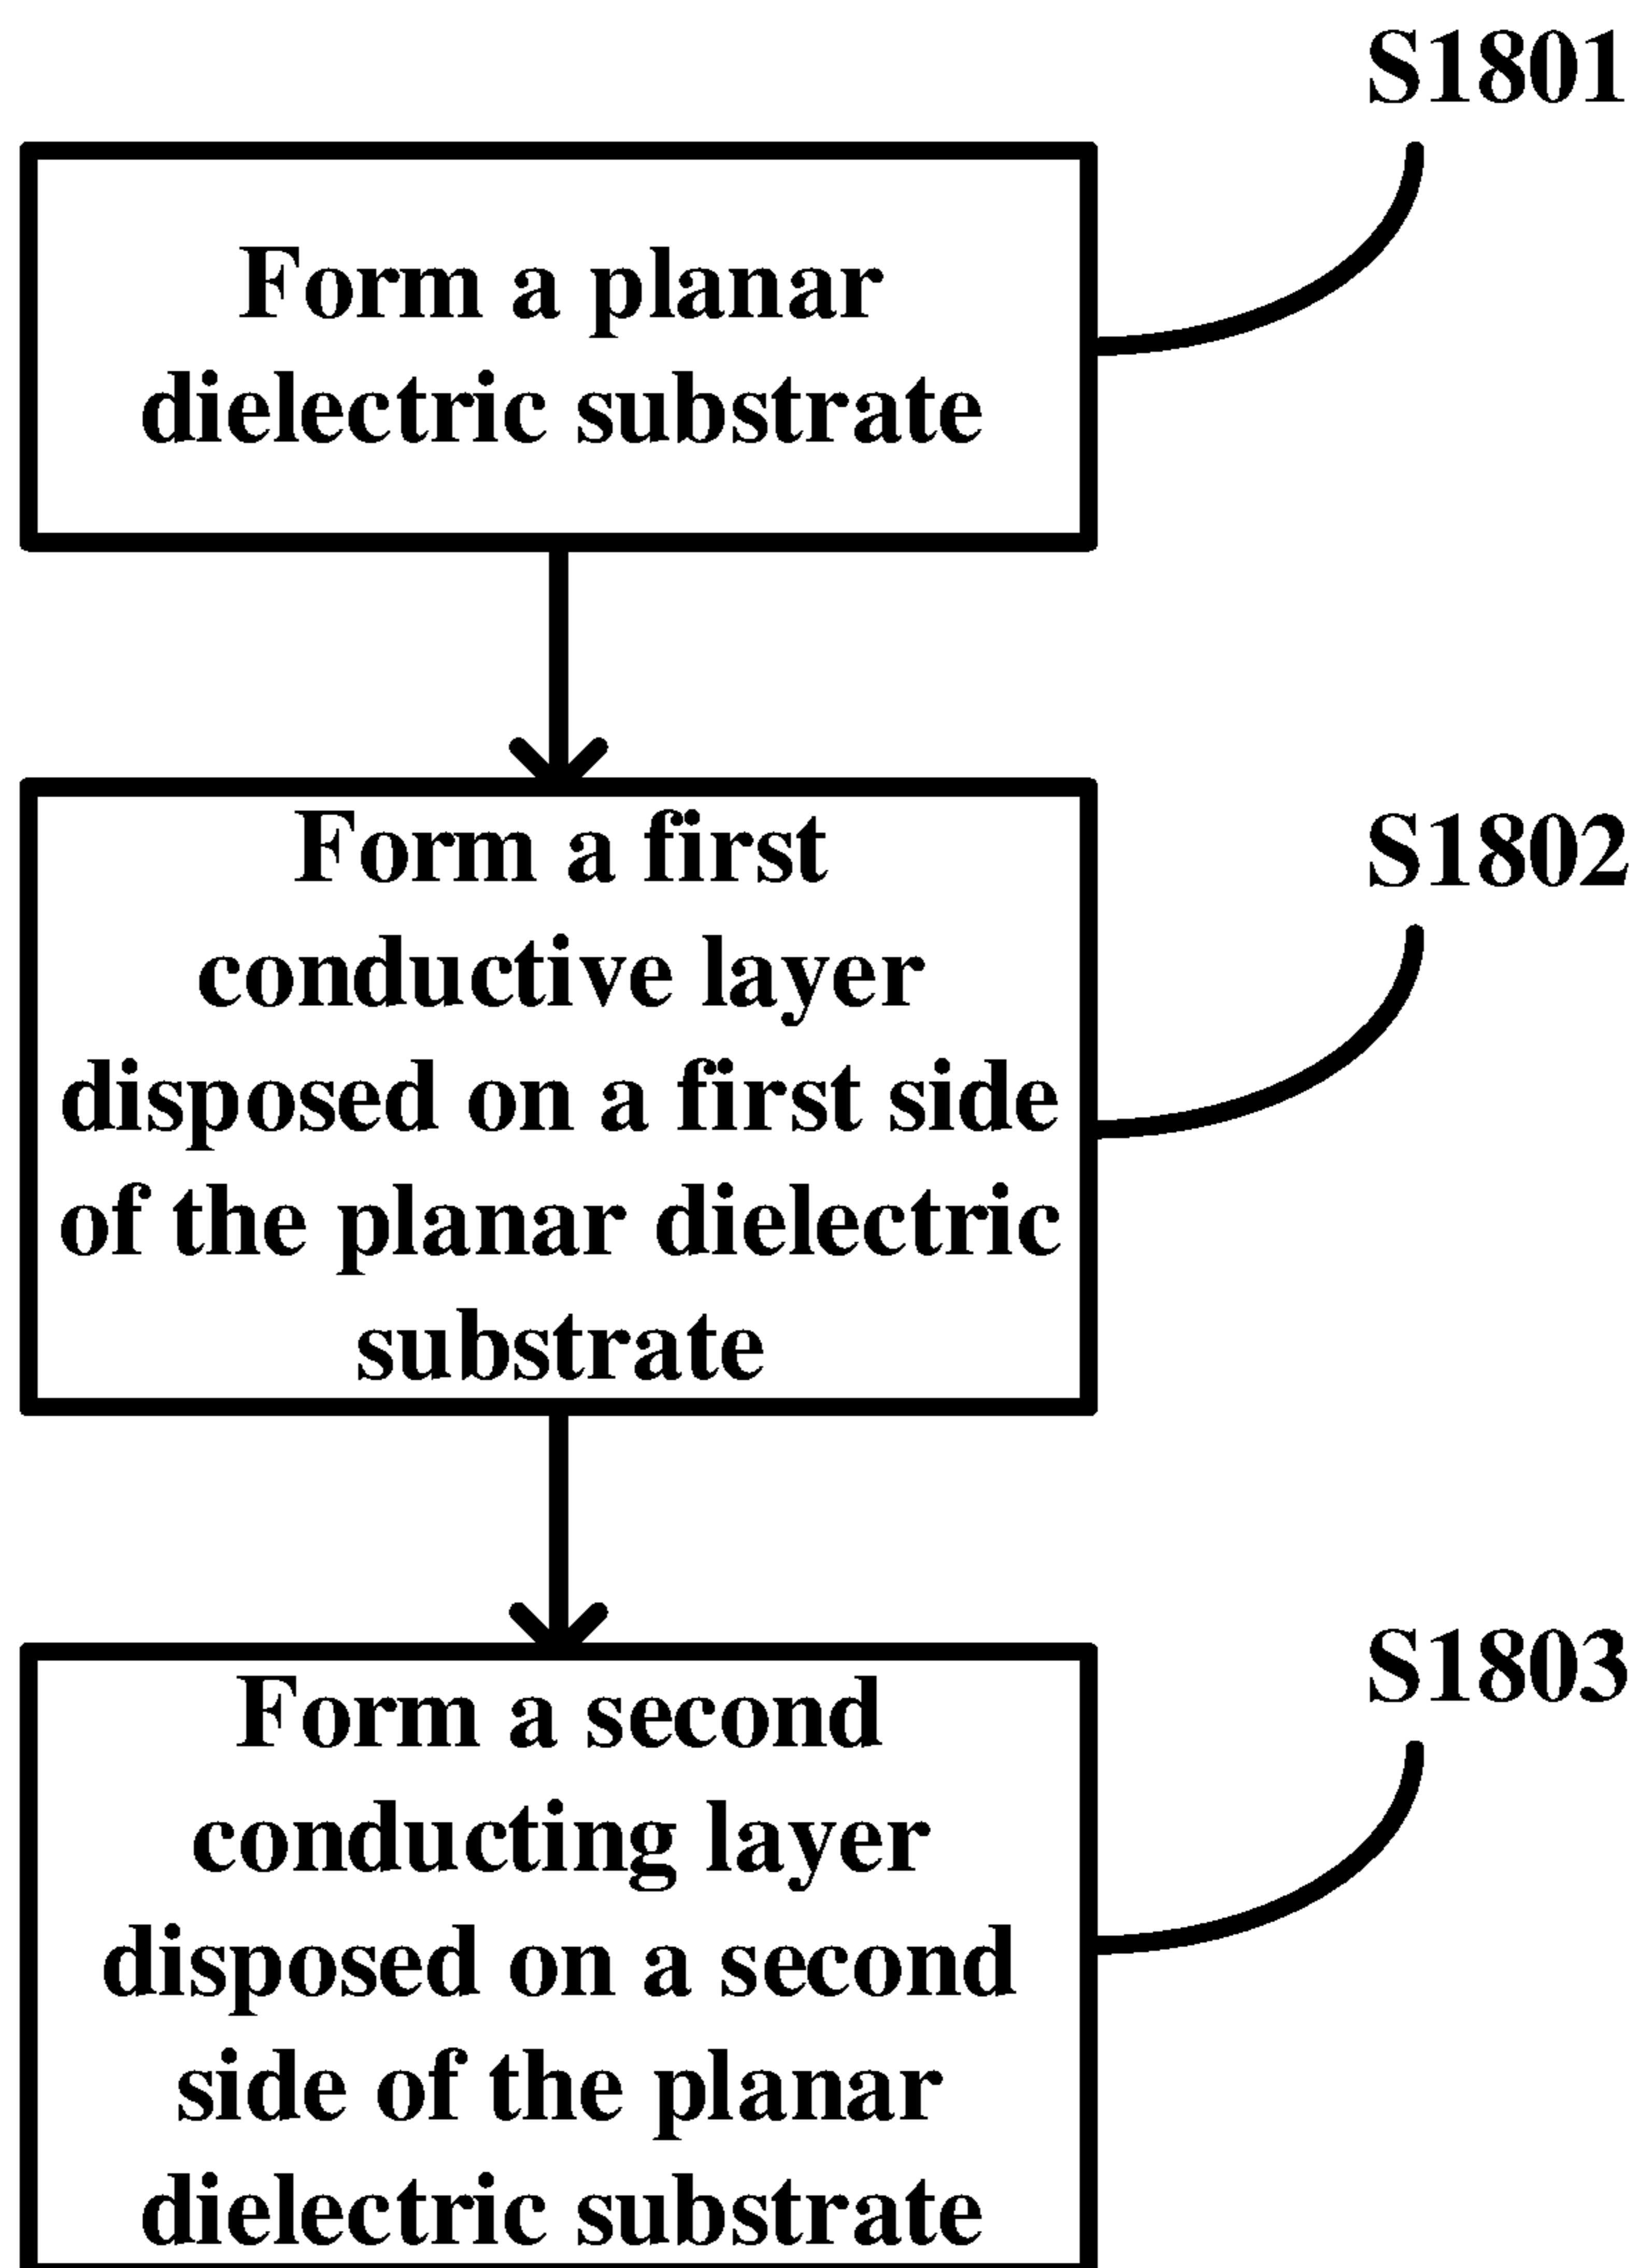 S1801
Form a planar
dielectric substrate
S1802
Form a first
conductive layer
disposed on a first side
of the planar dielectric
substrate
S1803
Form a second
conducting layer
disposed on a second
side of the planar
dielectric substrate